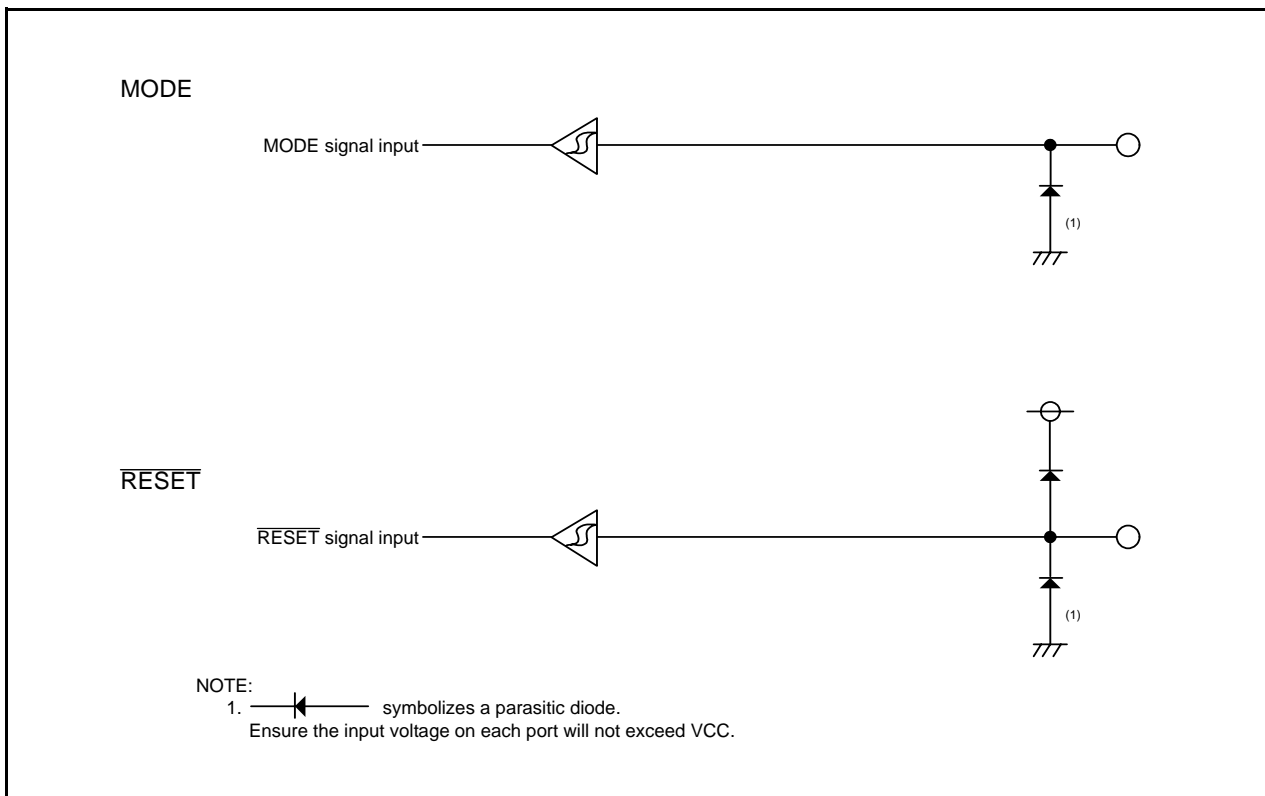 MODE
MODE signal input
(1)
RESET
RESET signal input
(1)
NOTE:
1. symbolizes a parasitic diode.
Ensure the input voltage on each port will not exceed VCC.